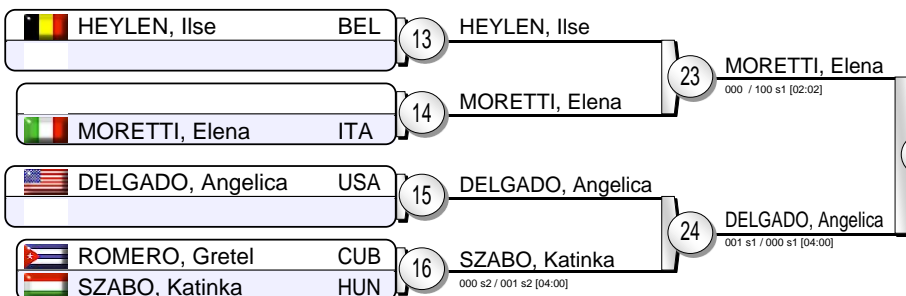 HEYLEN, Ilse BEL
13
HEYLEN, Ilse
23
MORETTI, Elena
000 / 100 s1 [02:02]
14
MORETTI, Elena
MORETTI, Elena ITA
DELGADO, Angelica USA
15
DELGADO, Angelica
24
DELGADO, Angelica
001 s1 / 000 s1 [04:00]
ROMERO, Gretel CUB
16
SZABO, Katinka
000 s2 / 001 s2 [04:00]
SZABO, Katinka HUN